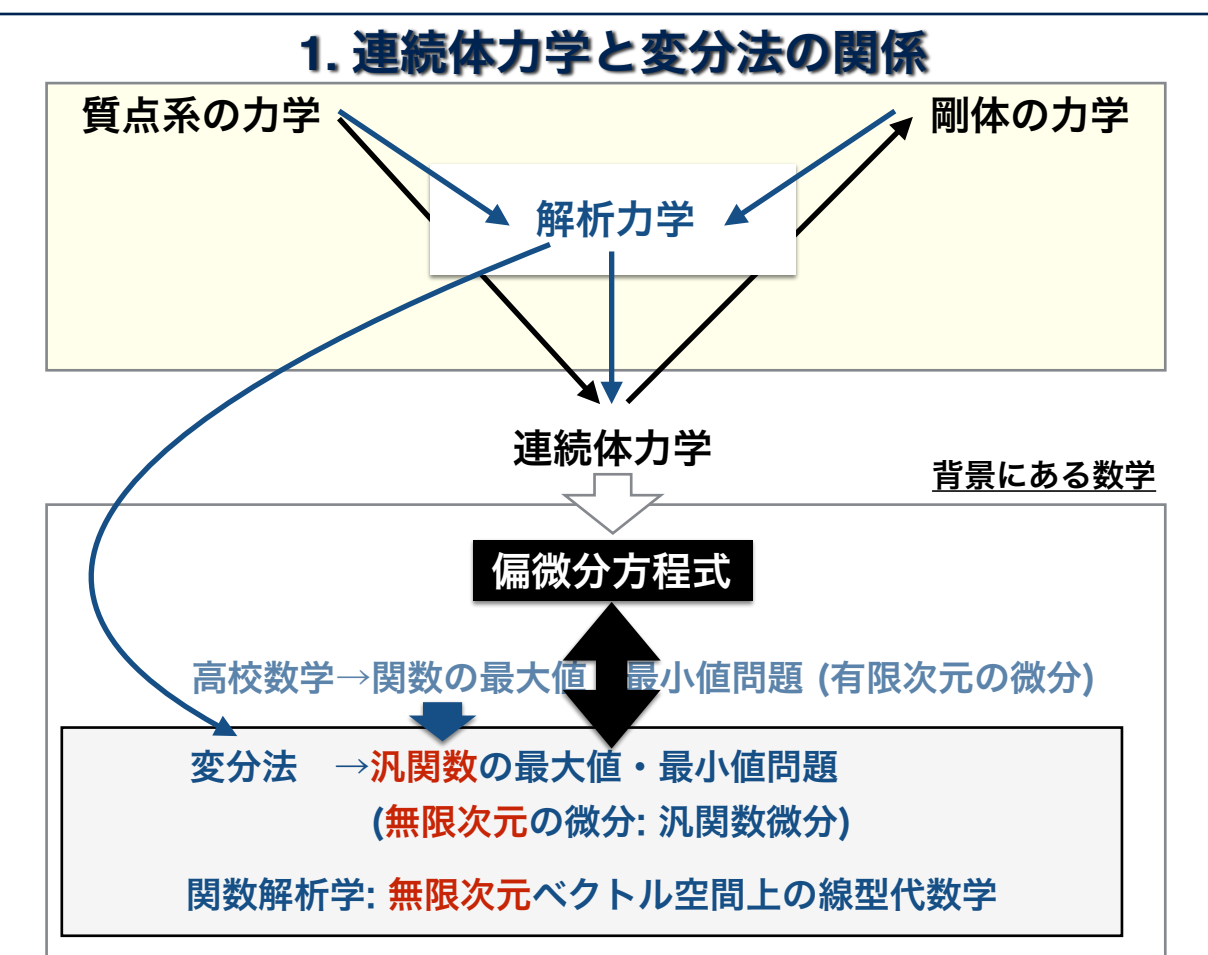 1. 連続体力学と変分法の関係
質点系の力学
剛体の力学
解析力学
連続体力学
背景にある数学
偏微分方程式
高校数学→関数の最大値 最小値問題 (有限次元の微分)
変分法 →汎関数の最大値・最小値問題
(無限次元の微分: 汎関数微分)
関数解析学: 無限次元ベクトル空間上の線型代数学